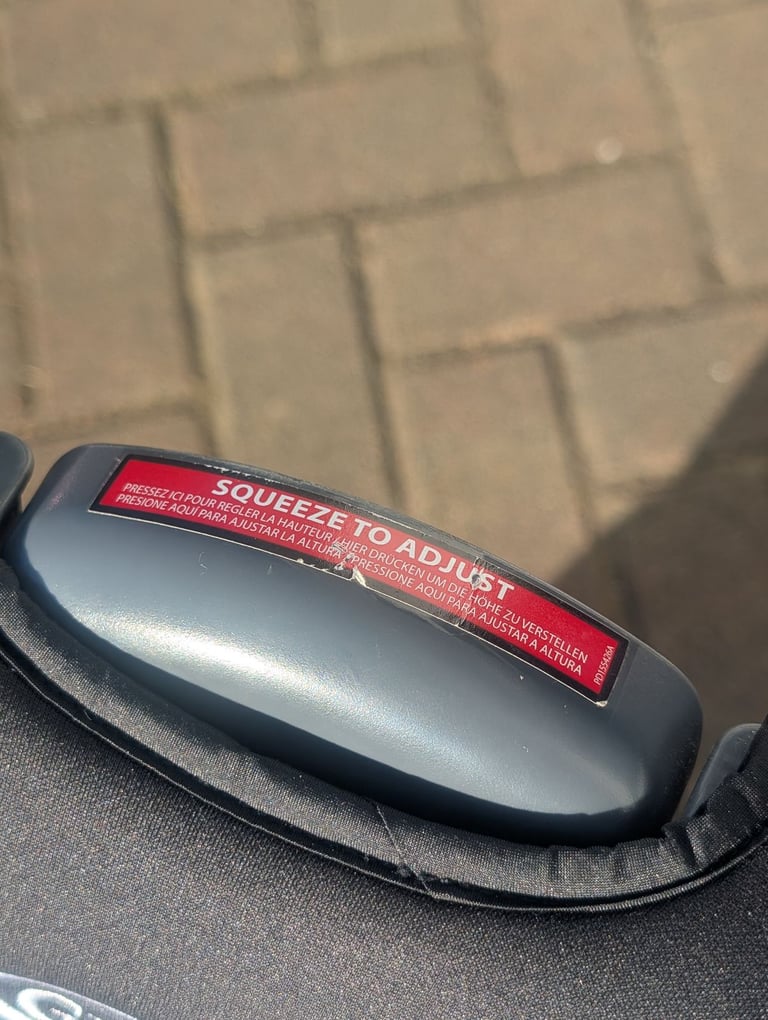 SQUEEZE TO ADJUST
PRESSEZ ICI POUR REGLER LA HAUTEUR / HIER DRÜCKEN UM DIE HÖHE ZU VERSTELLEN
PRESIONE AQUI PARA AJUSTAR LA ALTURA / PRESSIONE AQUI PARA AJUSTAR A ALTURA
PD155426A